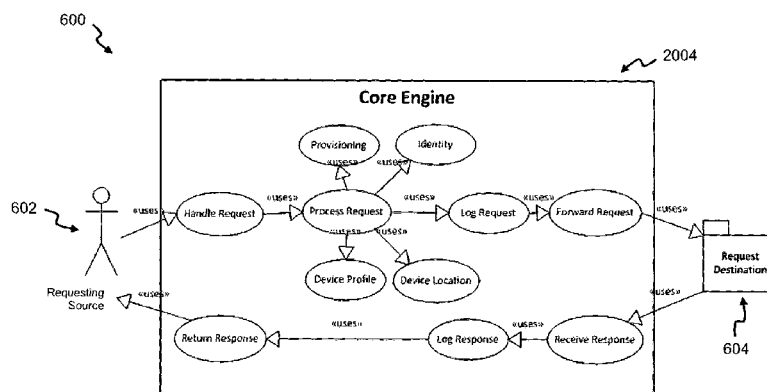 600
2004
Core Engine
Provisioning
Identity
«uses»
«uses»
602
«uses»
Handle Request
«uses»
Process Request
«uses»
Log Request
«uses»
Forward Request
«uses»
«uses»
«uses»
Device Profile
Device Location
Request
Destination
Requesting
Source
«uses»
Return Response
«uses»
Log Response
«uses»
Receive Response
«uses»
604